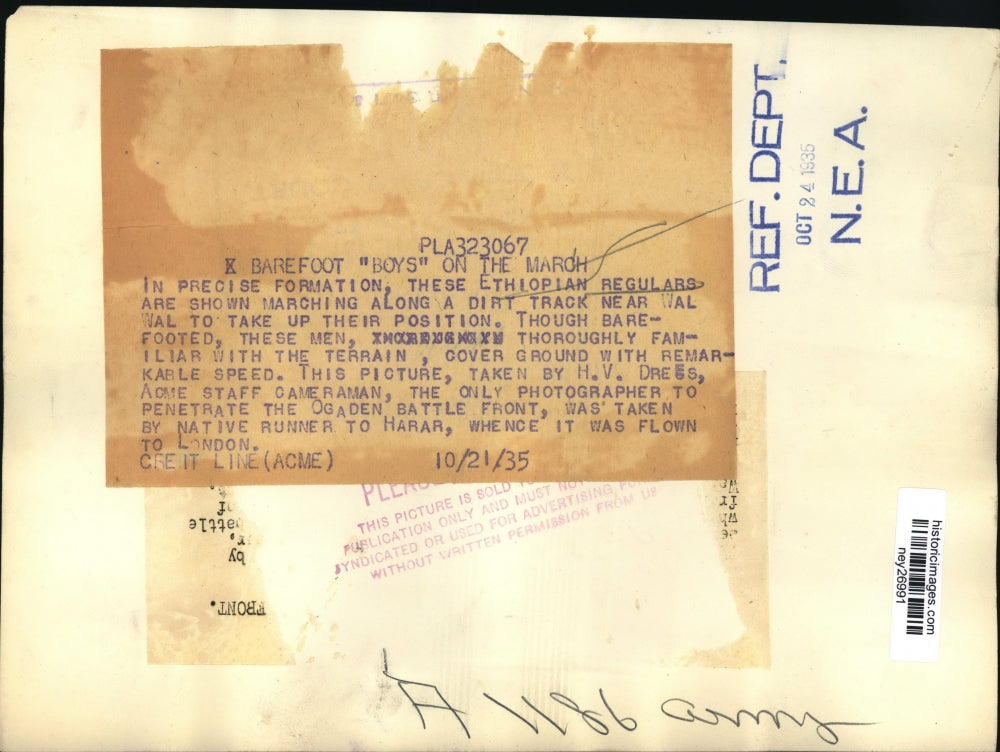 PLA323067
X BAREFOOT "BOYS" ON THE MARCH
IN PRECISE FORMATION, THESE ETHIOPIAN REGULARS
ARE SHOWN MARCHING ALONG A DIRT TRACK NEAR WAL
WAL TO TAKE UP THEIR POSITION. THOUGH BARE-
FOOTED, THESE MEN, THOROUGHLY FAM-
ILIAR WITH THE TERRAIN , COVER GROUND WITH REMAR-
KABLE SPEED. THIS PICTURE, TAKEN BY H.V. DREES,
ACME STAFF CAMERAMAN, THE ONLY PHOTOGRAPHER TO
PENETRATE THE OGADEN BATTLE FRONT, WAS TAKEN
BY NATIVE RUNNER TO HARAR, WHENCE IT WAS FLOWN
TO LONDON.
CREDIT LINE (ACME) 10/21/35
THIS PICTURE IS SOLD
PUBLICATION ONLY AND MUST NOT
SYNDICATED OR USED FOR ADVERTISING
WITHOUT WRITTEN PERMISSION FROM US
by
FRONT.
REF. DEPT.
OCT 24 1935
N.E.A.
historicimages.com
ney26991
army